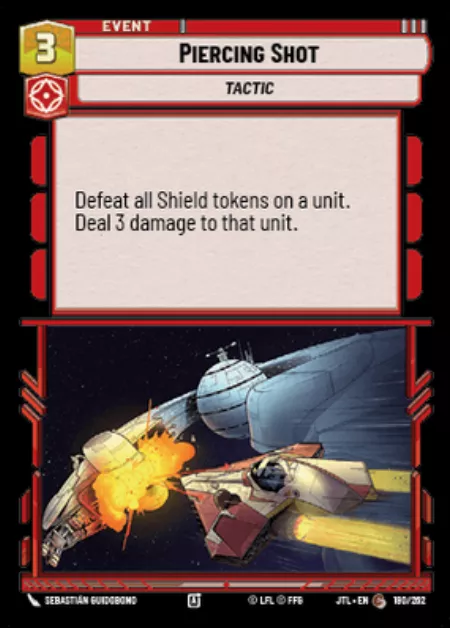 EVENT
3
PIERCING SHOT
TACTIC
Defeat all Shield tokens on a unit.
Deal 3 damage to that unit.
SEBASTIÁN GUIDOBONO
© LFL © FFG
JTL • EN C 180/262